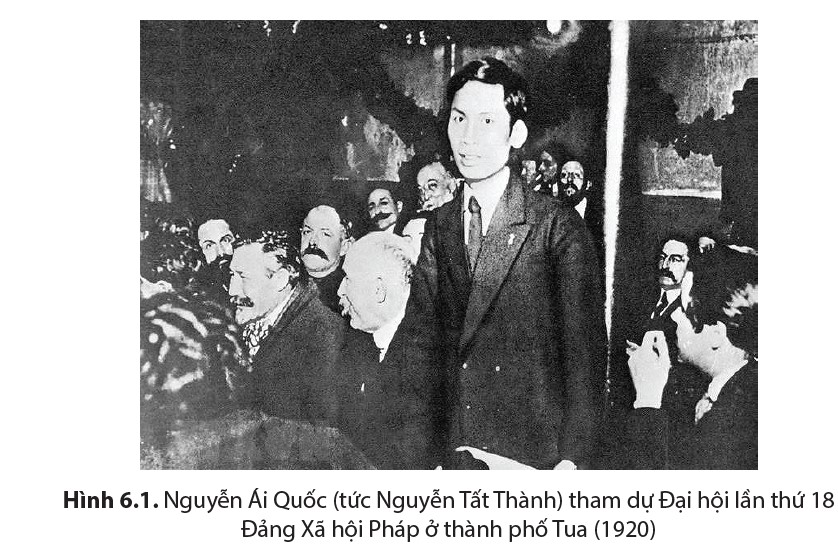 Hình 6.1. Nguyễn Ái Quốc (tức Nguyễn Tất Thành) tham dự Đại hội lần thứ 18
Đảng Xã hội Pháp ở thành phố Tua (1920)